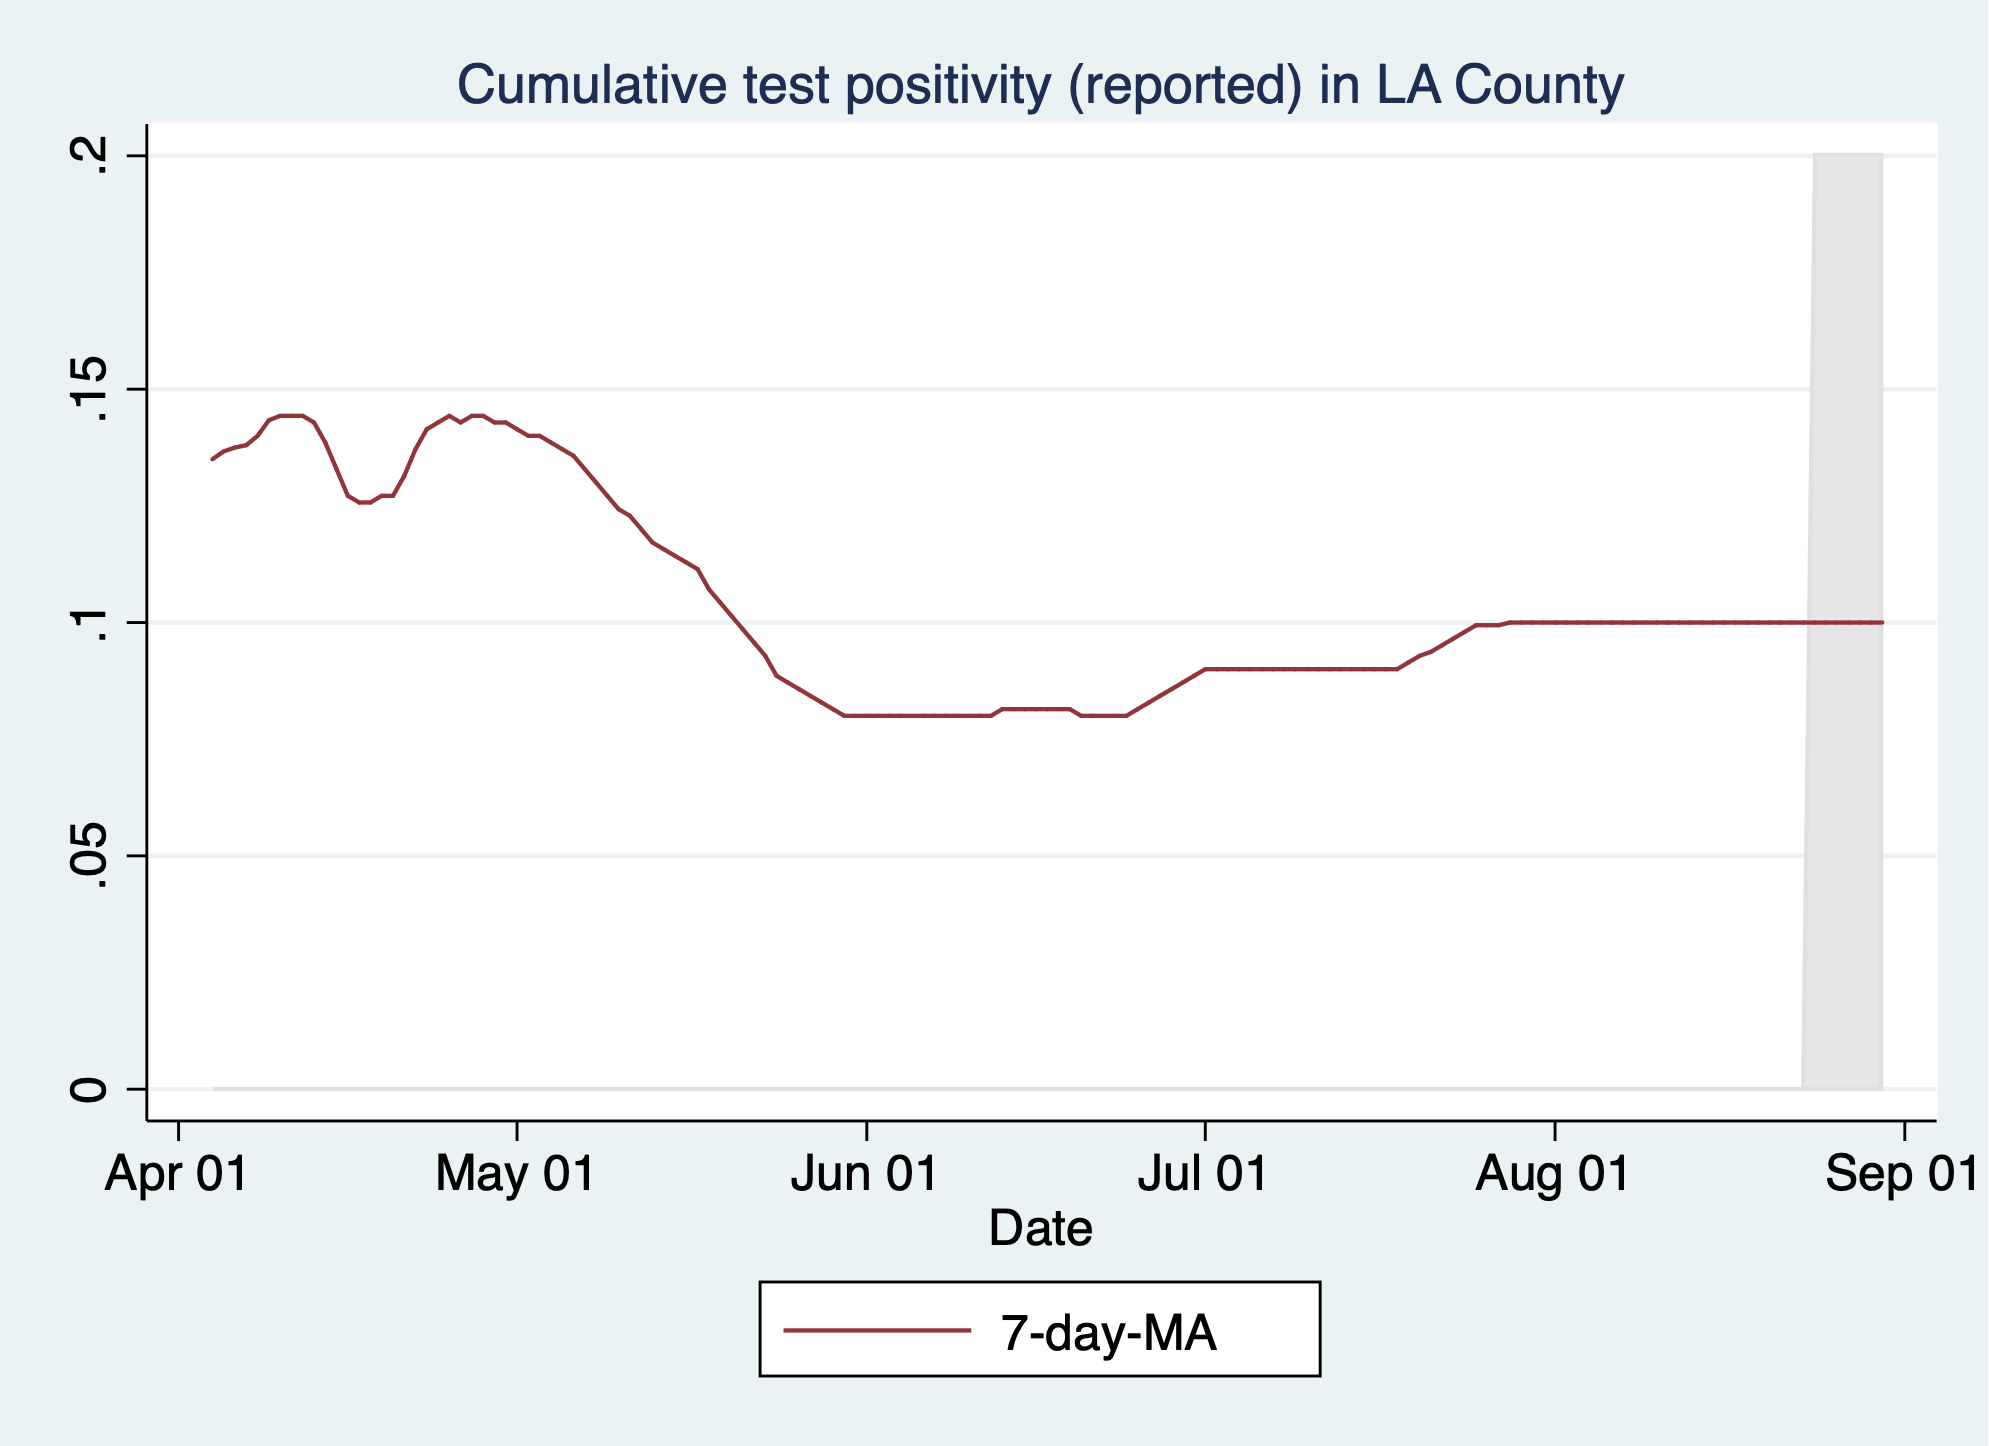 Cumulative test positivity (reported) in LA County
.2
.15
.1
.05
0
Apr 01 May 01 Jun 01 Jul 01 Aug 01 Sep 01
Date
7-day-MA